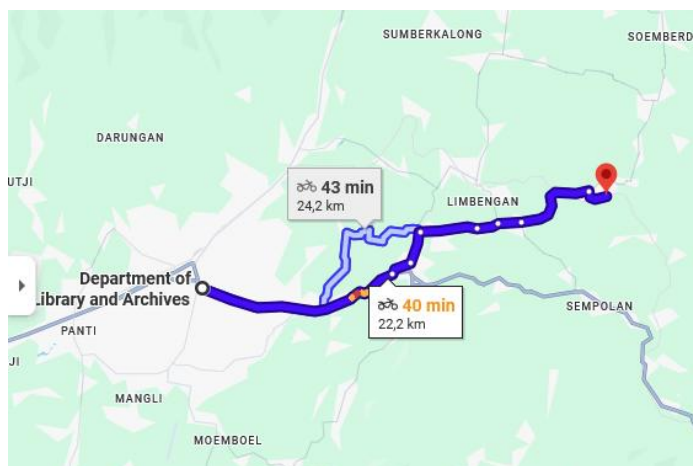 SUMBERKALONG
SOEMBERD
DARUNGAN
UTJI
43 min
24,2 km
LIMBENGAN
Department of
Library and Archives
40 min
22,2 km
SEMPOLAN
PANTI
JI
MANGLI
MOEMBOEL